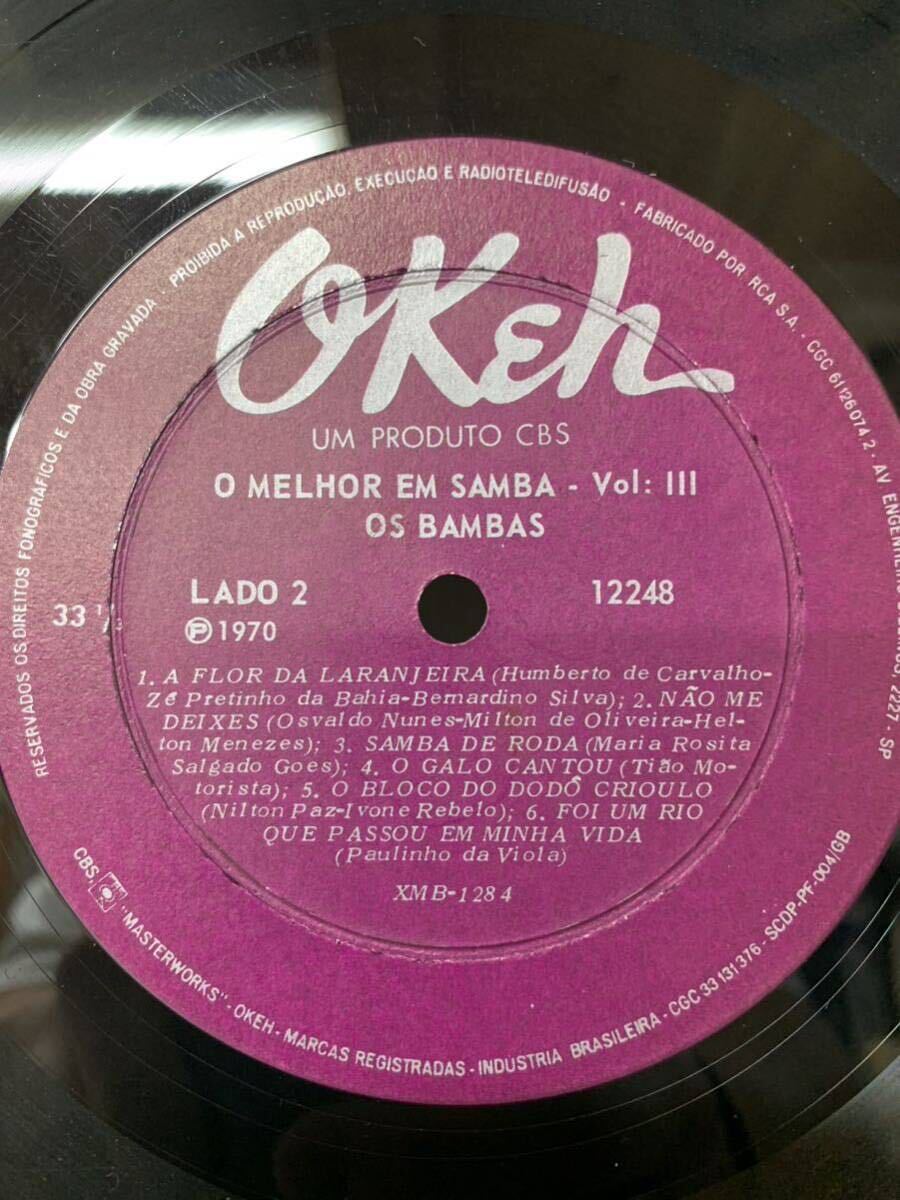 RESERVADOS OS DIREITOS FONOGRÁFICOS E DA OBRA GRAVADA - PROIBIDA A REPRODUÇÃO, EXECUÇÃO E RADIOTELEDIFUSÃO - FABRICADO POR RCA S.A. - CGC 61126074 2 - AV 2227 - SP
OKeh
UM PRODUTO CBS
O MELHOR EM SAMBA - Vol: III
OS BAMBAS
LADO 2
12248
33
Ⓟ 1970
1. A FLOR DA LARANJEIRA (Humberto de Carvalho-
Zé Pretinho da Bahia-Bernardino Silva); 2. NÃO ME
DEIXES (Osvaldo Nunes-Milton de Oliveira-Hel-
ton Menezes); 3. SAMBA DE RODA (Maria Rosita
Salgado Goes); 4. O GALO CANTOU (Tião Mo-
torista); 5. O BLOCO DO DODÔ CRIOULO
(Nilton Paz-Ivone Rebelo); 6. FOI UM RIO
QUE PASSOU EM MINHA VIDA
(Paulinho da Viola)
XMB-1284
CBS, "MASTERWORKS" - OKEH - MARCAS REGISTRADAS - INDUSTRIA BRASILEIRA - CGC 33131376 - SCDP-PF-004/GB